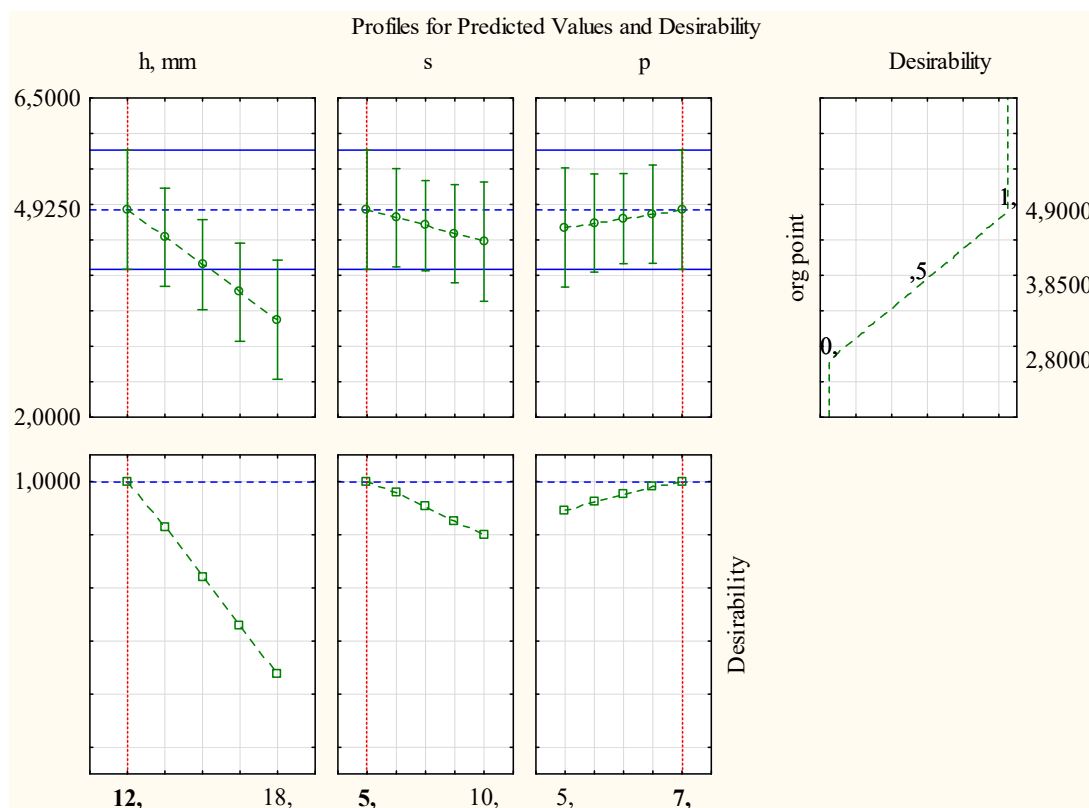 Profiles for Predicted Values and Desirability
h, mm s p Desirability
6,5000
4,9250
2,0000
1,
4,9000
,5
3,8500
0,
2,8000
org point
1,0000
Desirability
12, 18, 5, 10, 5, 7,